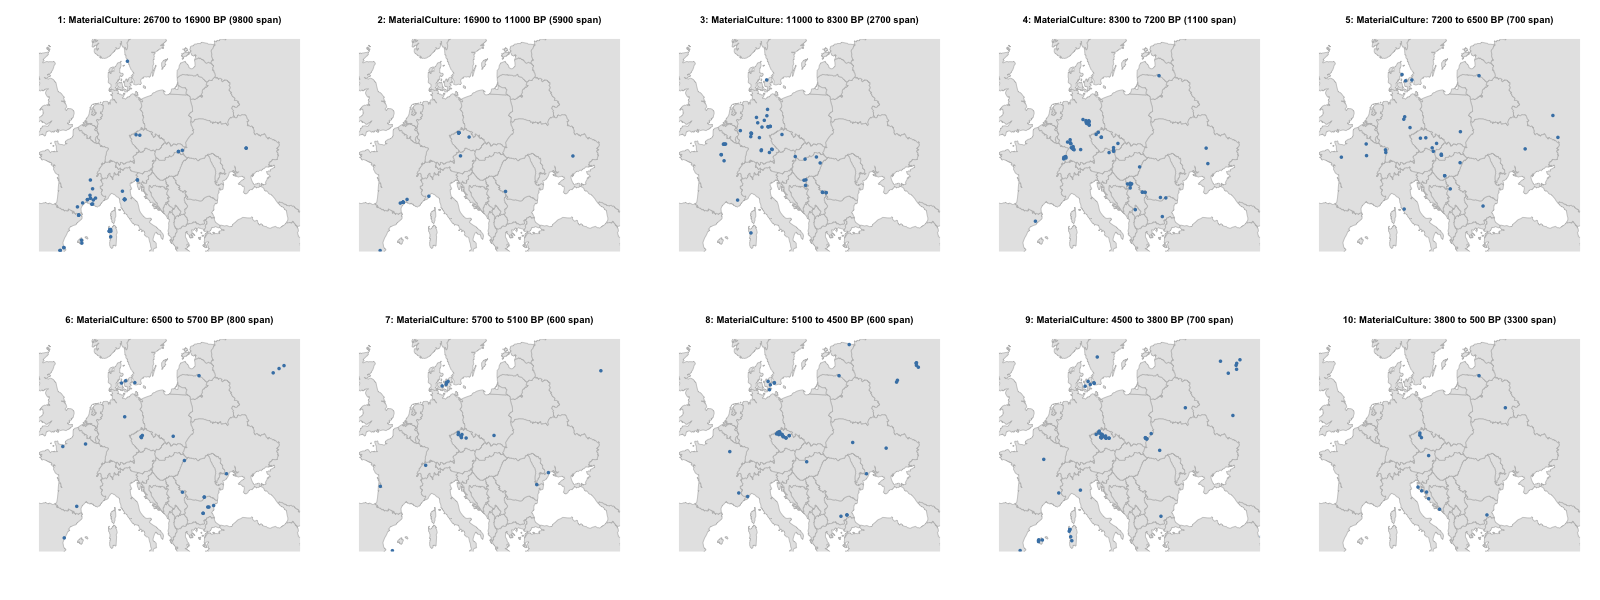 1: MaterialCulture: 26700 to 16900 BP (9800 span)
2: MaterialCulture: 16900 to 11000 BP (5900 span)
3: MaterialCulture: 11000 to 8300 BP (2700 span)
4: MaterialCulture: 8300 to 7200 BP (1100 span)
5: MaterialCulture: 7200 to 6500 BP (700 span)
6: MaterialCulture: 6500 to 5700 BP (800 span)
7: MaterialCulture: 5700 to 5100 BP (600 span)
8: MaterialCulture: 5100 to 4500 BP (600 span)
9: MaterialCulture: 4500 to 3800 BP (700 span)
10: MaterialCulture: 3800 to 500 BP (3300 span)